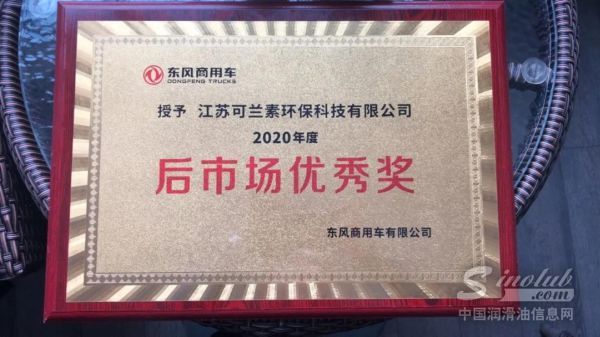 东风商用车
DONGFENG TRUCKS
授予 江苏可兰素环保科技有限公司
2020年度
后市场优秀奖
东风商用车有限公司
Sinolub
.com
中国润滑油信息网